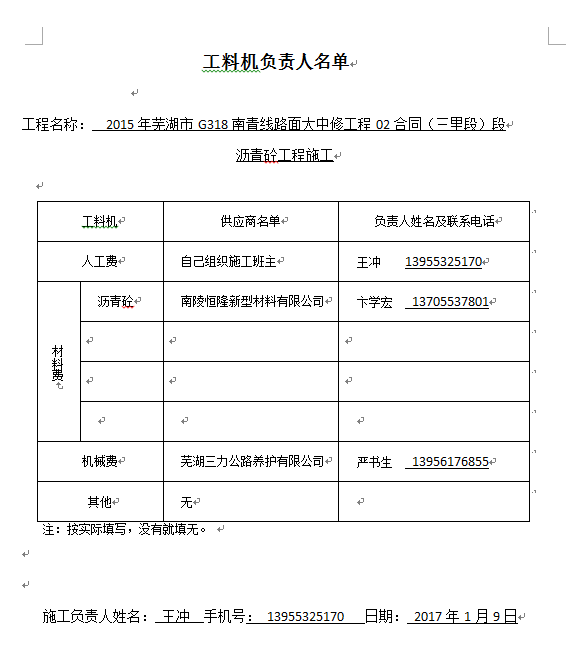 工料机负责人名单
工程名称：　2015 年芜湖市 G318 南青线路面大中修工程 02 合同（三里段）段
沥青砼工程施工
工料机 供应商名单 负责人姓名及联系电话
人工费 自己组织施工班主 王冲 13955325170
材料费 沥青砼 南陵恒隆新型材料有限公司 卞学宏 13705537801
机械费 芜湖三力公路养护有限公司 严书生 13956176855
其他 无
注：按实际填写，没有就填无。
施工负责人姓名： 王冲 手机号： 13955325170 日期： 2017 年 1 月 9 日